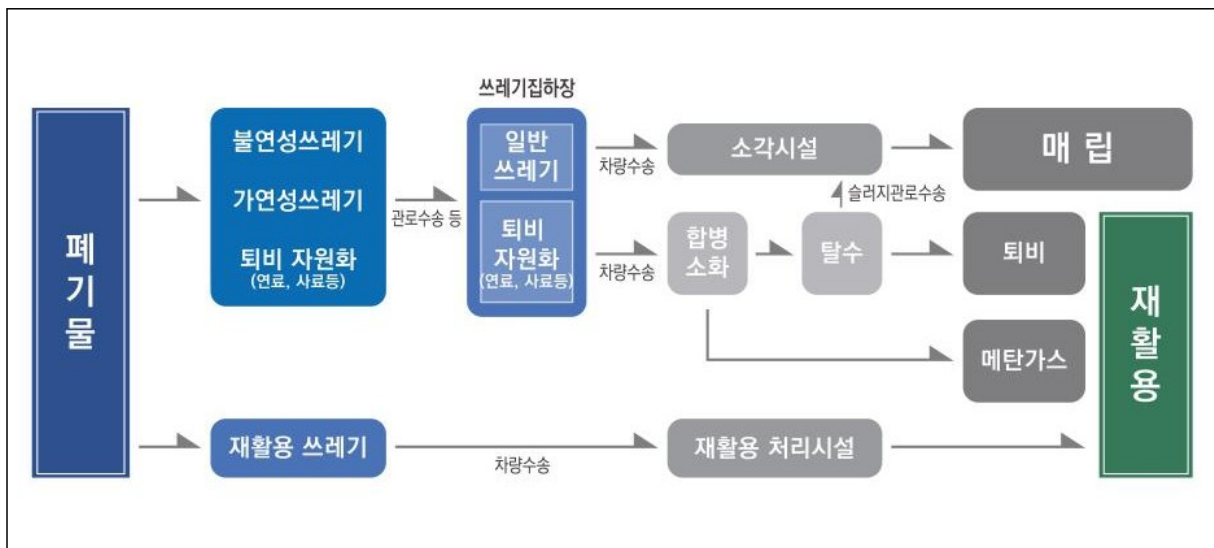 쓰레기집하장
폐기물
불연성쓰레기
가연성쓰레기
퇴비 자원화
(연료, 사료등)
관로수송 등
일반
쓰레기
퇴비
자원화
(연료, 사료등)
차량수송
소각시설
매 립
슬러지관로수송
차량수송
합병
소화
탈수
퇴비
메탄가스
재활용
재활용 쓰레기
차량수송
재활용 처리시설